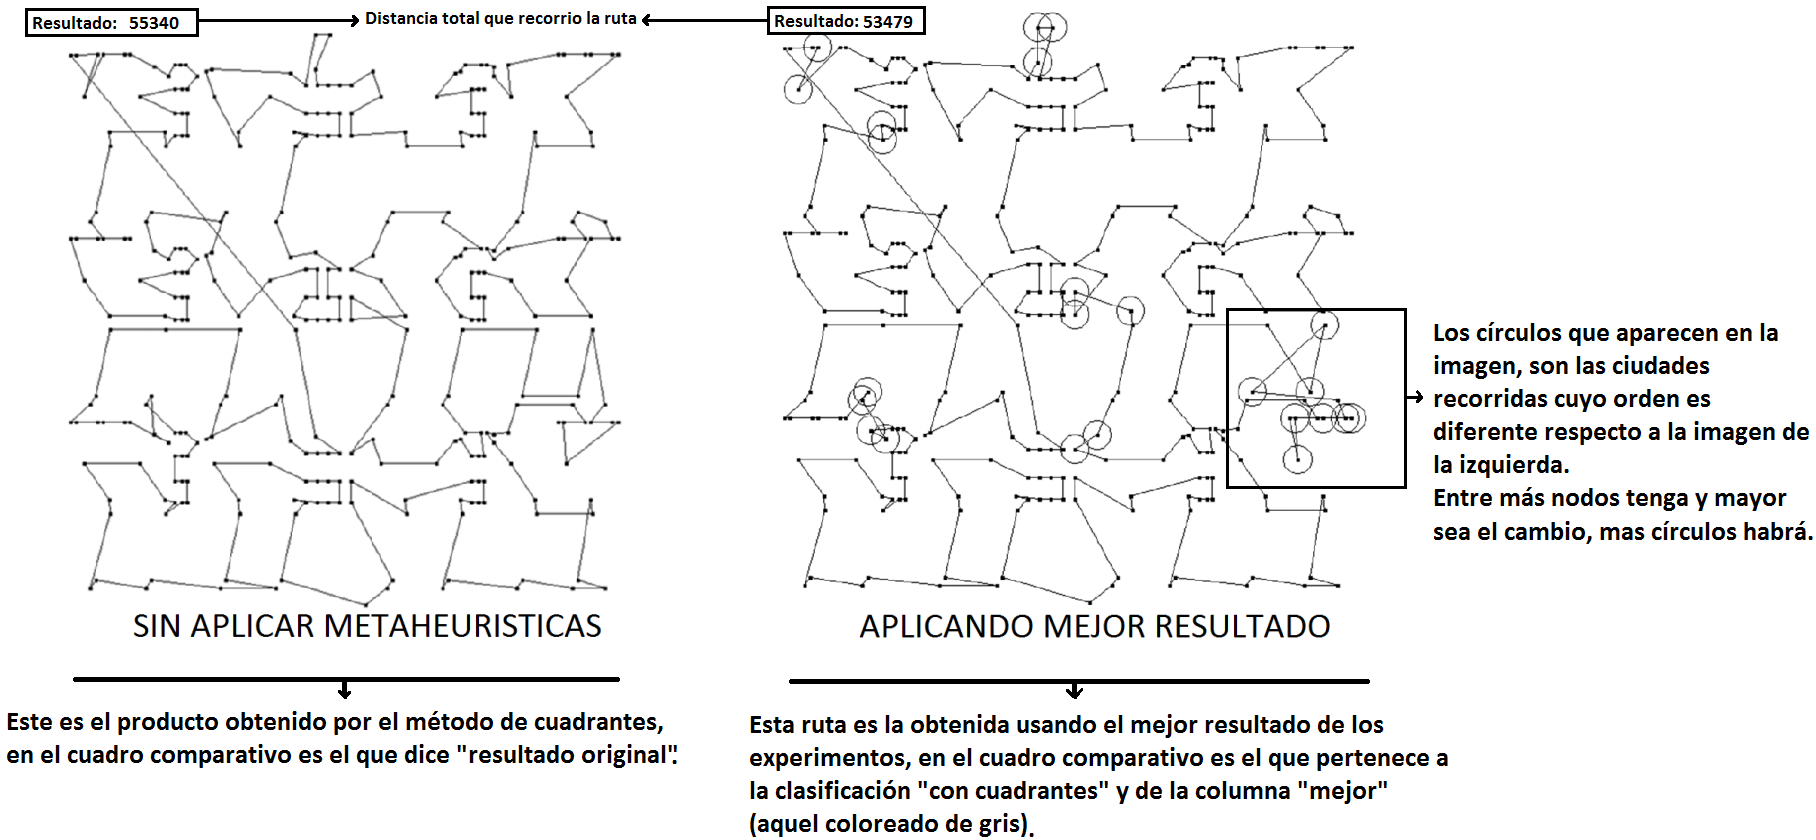 Resultado: 55340
Distancia total que recorrio la ruta
Resultado: 53479
Los círculos que aparecen en la
imagen, son las ciudades
recorridas cuyo orden es
diferente respecto a la imagen de
la izquierda.
Entre más nodos tenga y mayor
sea el cambio, mas círculos habrá.
SIN APLICAR METAHEURISTICAS
APLICANDO MEJOR RESULTADO
Este es el producto obtenido por el método de cuadrantes,
en el cuadro comparativo es el que dice "resultado original".
Esta ruta es la obtenida usando el mejor resultado de los
experimentos, en el cuadro comparativo es el que pertenece a
la clasificación "con cuadrantes" y de la columna "mejor"
(aquel coloreado de gris).